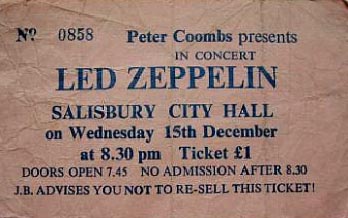 Nº 0858 Peter Coombs presents
IN CONCERT
LED ZEPPELIN
SALISBURY CITY HALL
on Wednesday 15th December
at 8.30 pm Ticket £1
DOORS OPEN 7.45 NO ADMISSION AFTER 8.30
J.B. ADVISES YOU NOT TO RE-SELL THIS TICKET!